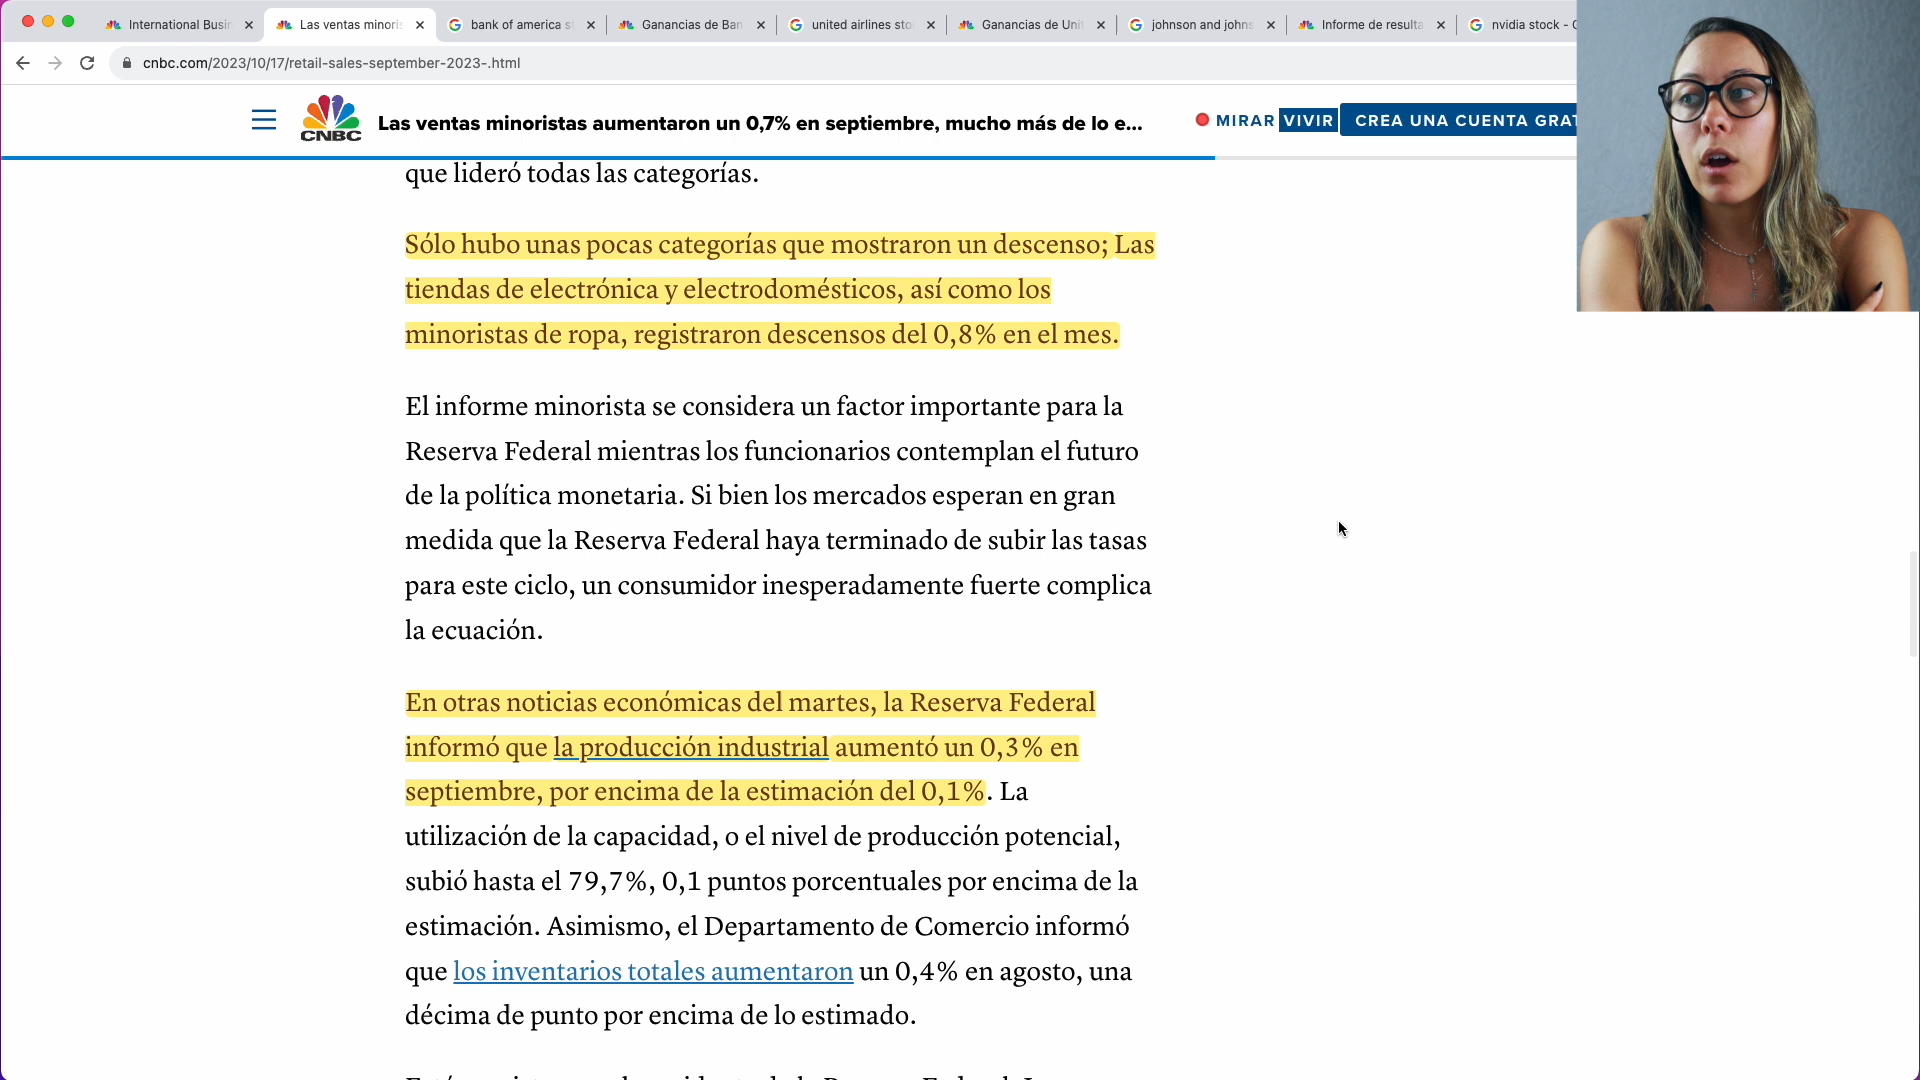 International Busi
Las ventas minoris
bank of america st
Ganancias de Ban
united airlines sto
Ganancias de Unit
johnson and johns
Informe de resulta
nvidia stock - G
cnbc.com/2023/10/17/retail-sales-september-2023-.html
CNBC
Las ventas minoristas aumentaron un 0,7% en septiembre, mucho más de lo e...
MIRAR VIVIR
CREA UNA CUENTA GRAT
que lideró todas las categorías.
Sólo hubo unas pocas categorías que mostraron un descenso; Las
tiendas de electrónica y electrodomésticos, así como los
minoristas de ropa, registraron descensos del 0,8% en el mes.
El informe minorista se considera un factor importante para la
Reserva Federal mientras los funcionarios contemplan el futuro
de la política monetaria. Si bien los mercados esperan en gran
medida que la Reserva Federal haya terminado de subir las tasas
para este ciclo, un consumidor inesperadamente fuerte complica
la ecuación.
En otras noticias económicas del martes, la Reserva Federal
informó que la producción industrial aumentó un 0,3% en
septiembre, por encima de la estimación del 0,1%. La
utilización de la capacidad, o el nivel de producción potencial,
subió hasta el 79,7%, 0,1 puntos porcentuales por encima de la
estimación. Asimismo, el Departamento de Comercio informó
que los inventarios totales aumentaron un 0,4% en agosto, una
décima de punto por encima de lo estimado.